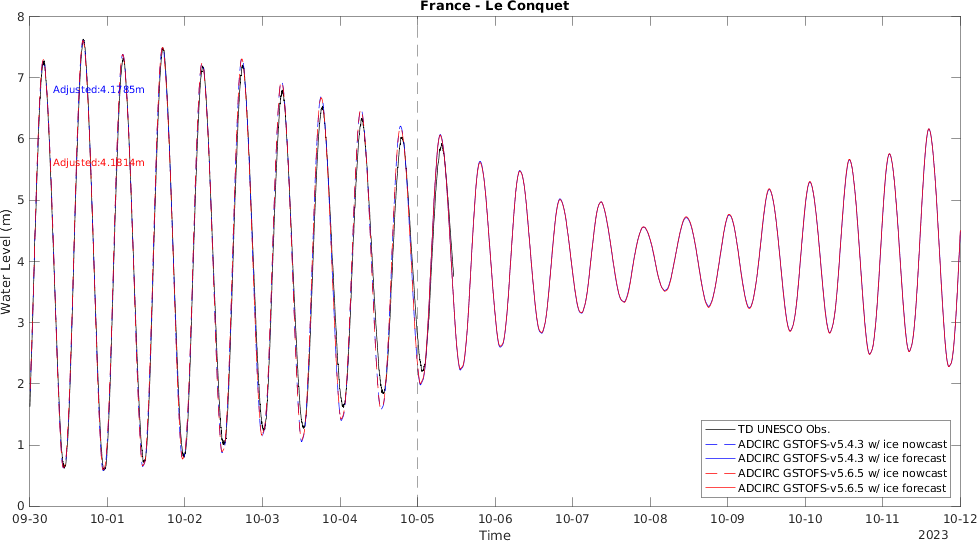 France - Le Conquet
8
7
6
5
4
3
2
1
0
Water Level (m)
Adjusted:4.1785m
Adjusted:4.1814m
TD UNESCO Obs.
ADCIRC GSTOFS-v5.4.3 w/ ice nowcast
ADCIRC GSTOFS-v5.4.3 w/ ice forecast
ADCIRC GSTOFS-v5.6.5 w/ ice nowcast
ADCIRC GSTOFS-v5.6.5 w/ ice forecast
09-30 10-01 10-02 10-03 10-04 10-05 10-06 10-07 10-08 10-09 10-10 10-11 10-12
Time
2023